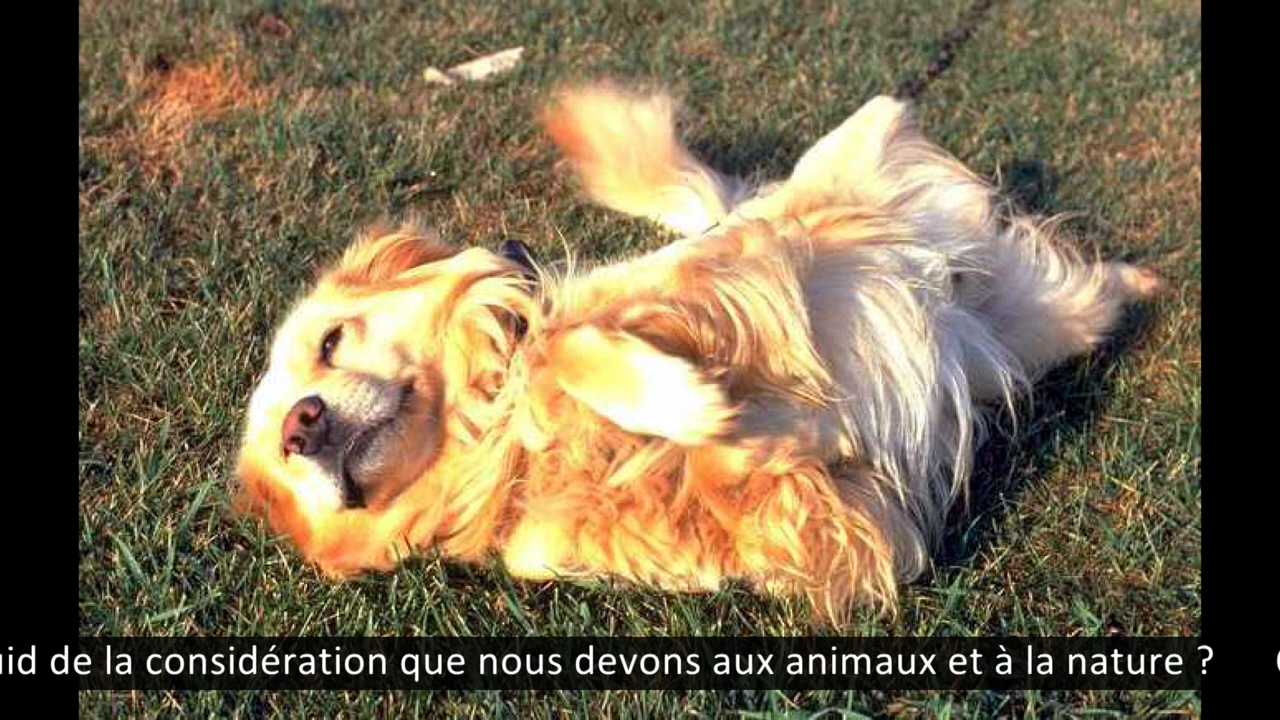 uid de la considération que nous devons aux animaux et à la nature ?